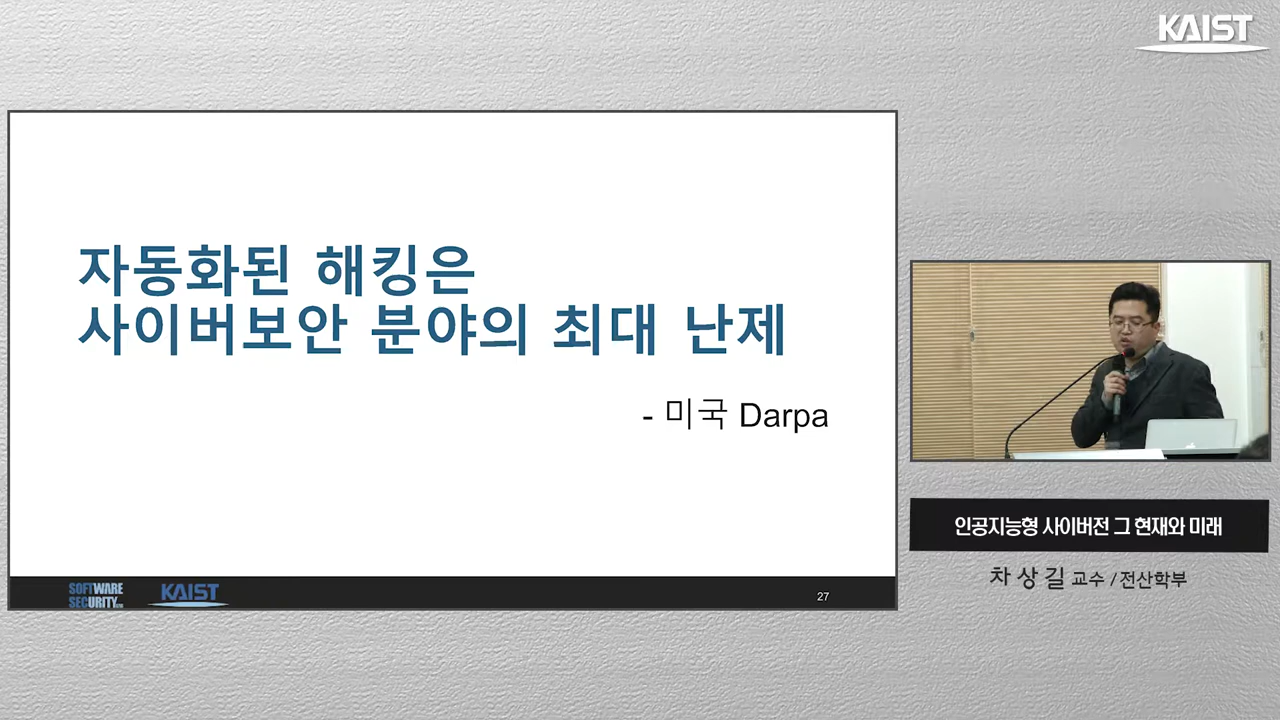 KAIST
자동화된 해킹은
사이버보안 분야의 최대 난제
- 미국 Darpa
SOFTWARE
SECURITY
KAIST
27
인공지능형 사이버전 그 현재와 미래
차상길 교수 / 전산학부